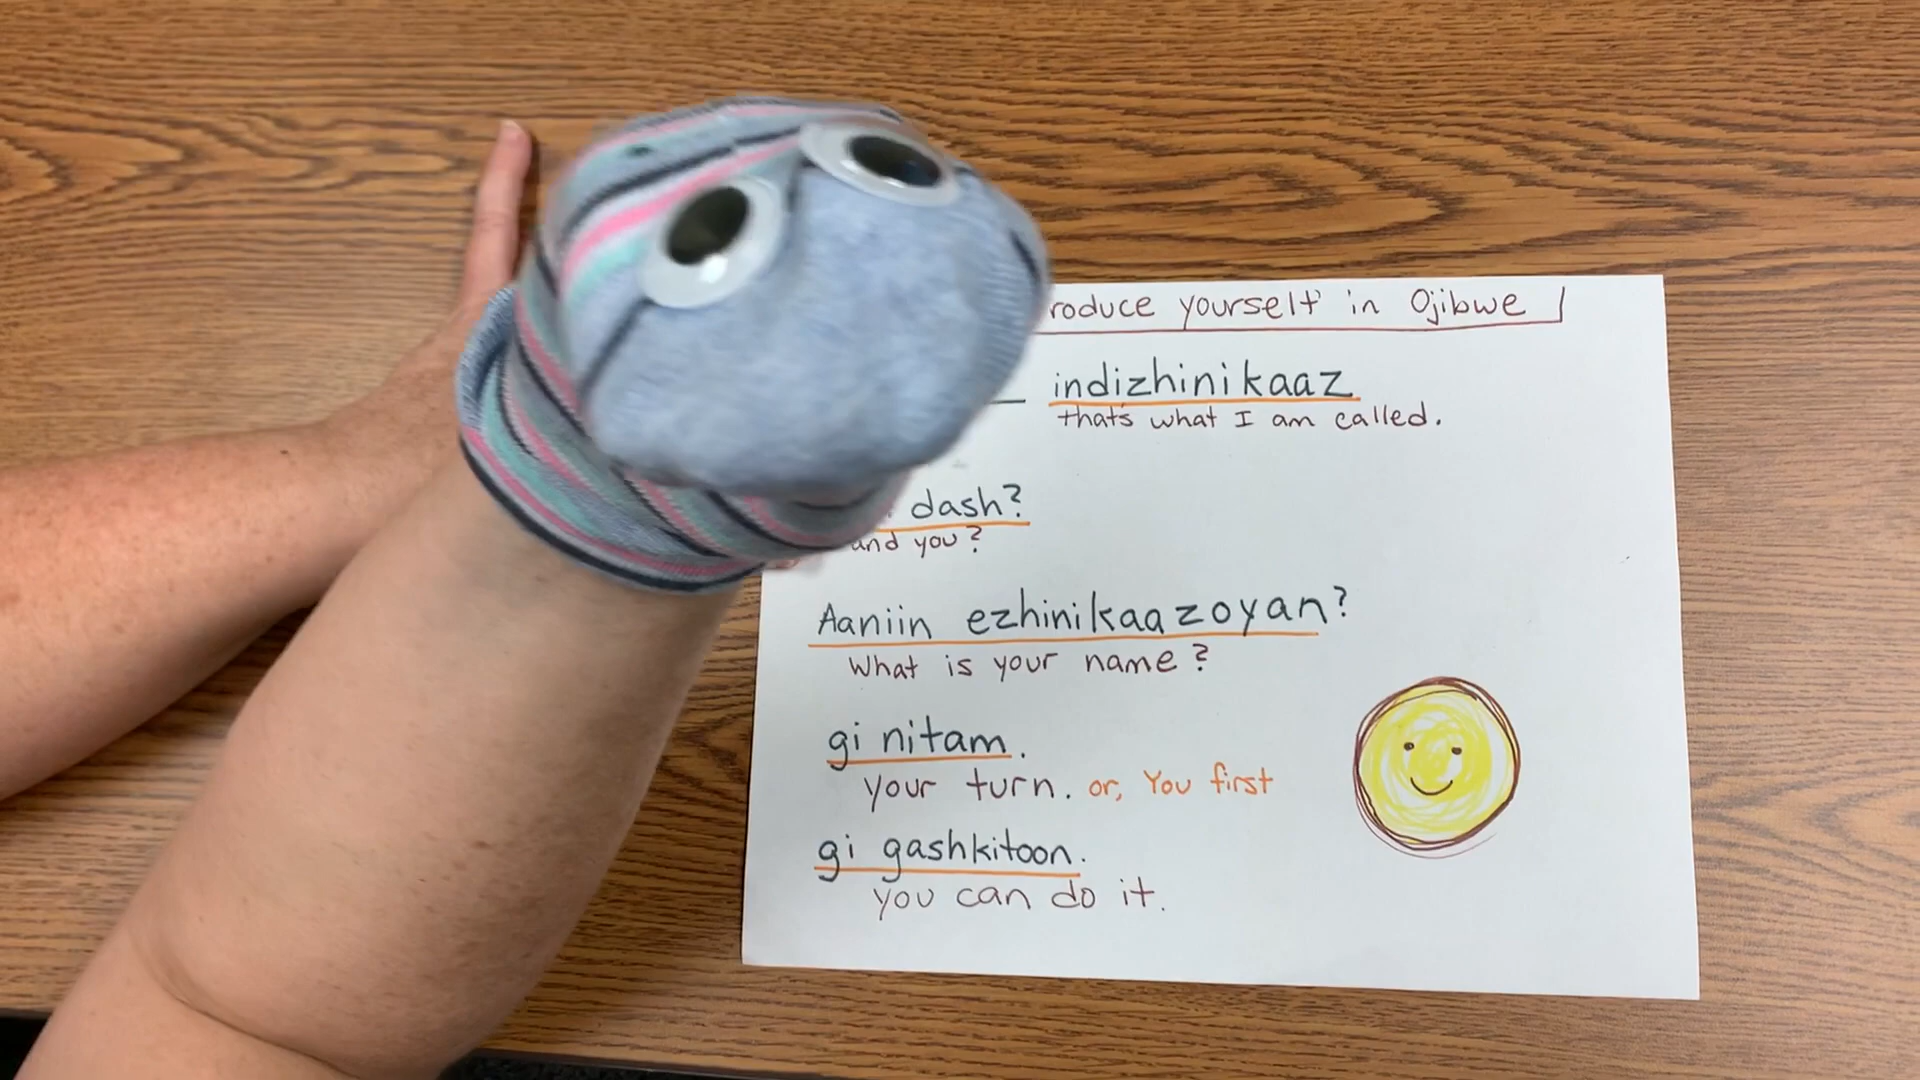 yourself in Ojibwe
indizhinikaaz
thats what I am called.
dash?
and you?
Aaniin ezhinikaazoyan?
What is your name?
gi nitam.
your turn. or, You first
gi gashkitoon.
you can do it.